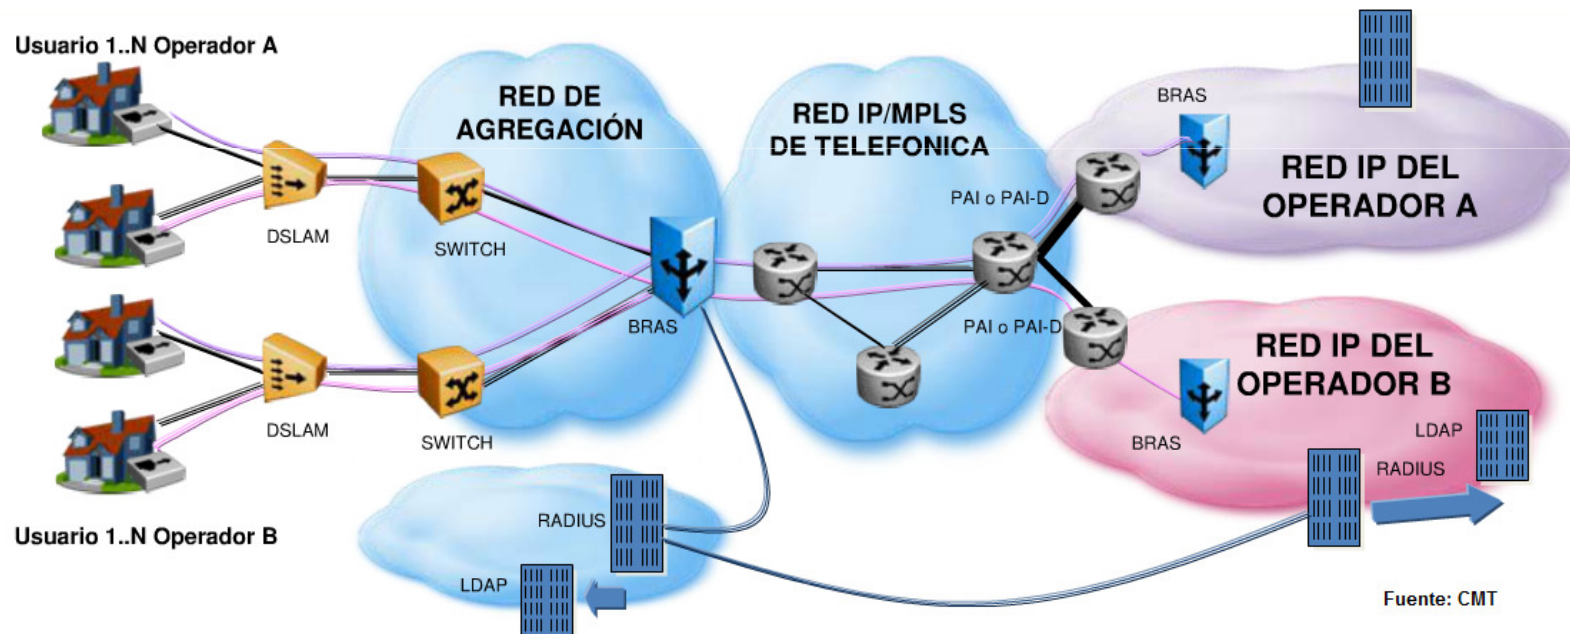 Usuario 1..N Operador A
RED DE
AGREGACIÓN
RED IP/MPLS
DE TELEFONICA
BRAS
RED IP DEL
OPERADOR A
PAI o PAI-D
DSLAM
SWITCH
BRAS
PAI o PAI-D
RED IP DEL
OPERADOR B
DSLAM
SWITCH
BRAS
LDAP
RADIUS
Usuario 1..N Operador B
RADIUS
LDAP
Fuente: CMT